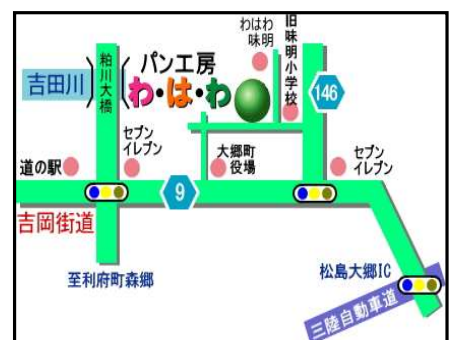 わはわ
味明
旧味明小学校
パン工房
わ・は・わ
粕川大橋
吉田川
146
セブン
イレブン
道の駅
大郷町
役場
セブン
イレブン
9
吉岡街道
至利府町森郷
松島大郷IC
三陸自動車道